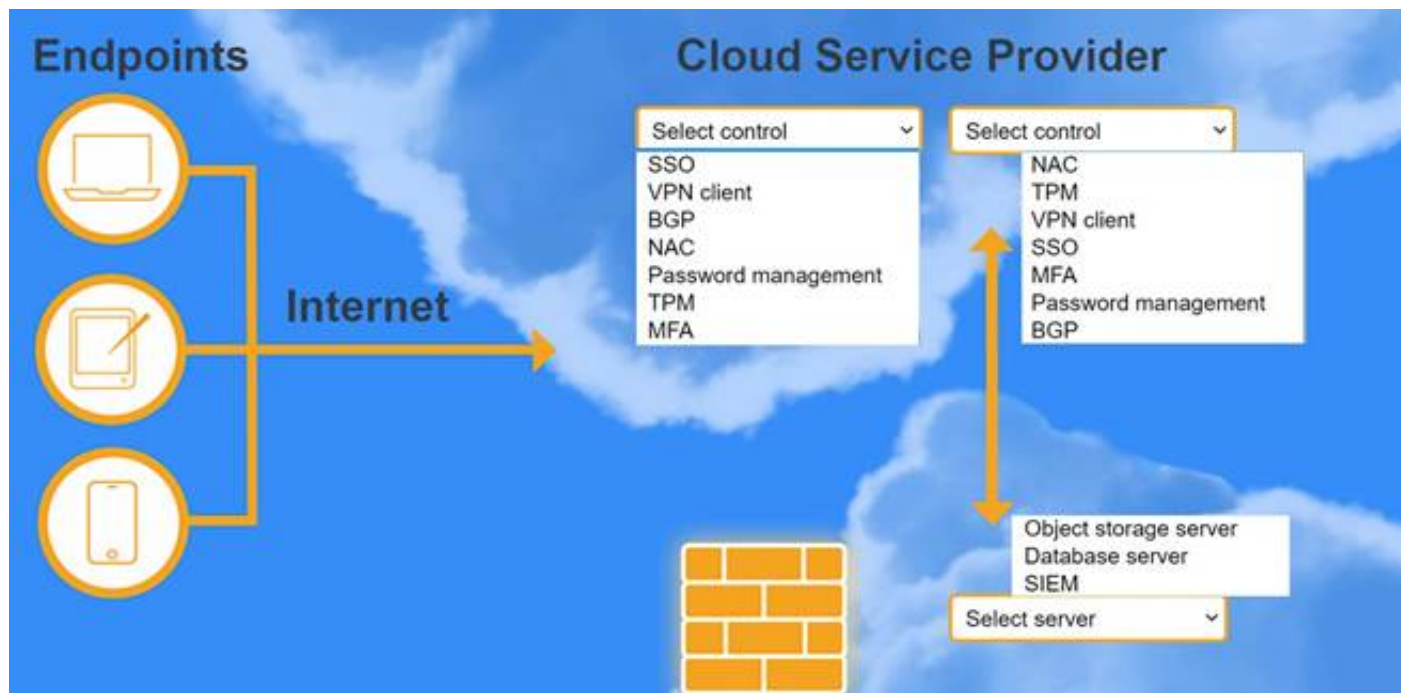 Endpoints
Cloud Service Provider
Select control
SSO
VPN client
BGP
NAC
Password management
TPM
MFA
Select control
NAC
TPM
VPN client
SSO
MFA
Password management
BGP
Internet
Object storage server
Database server
SIEM
Select server